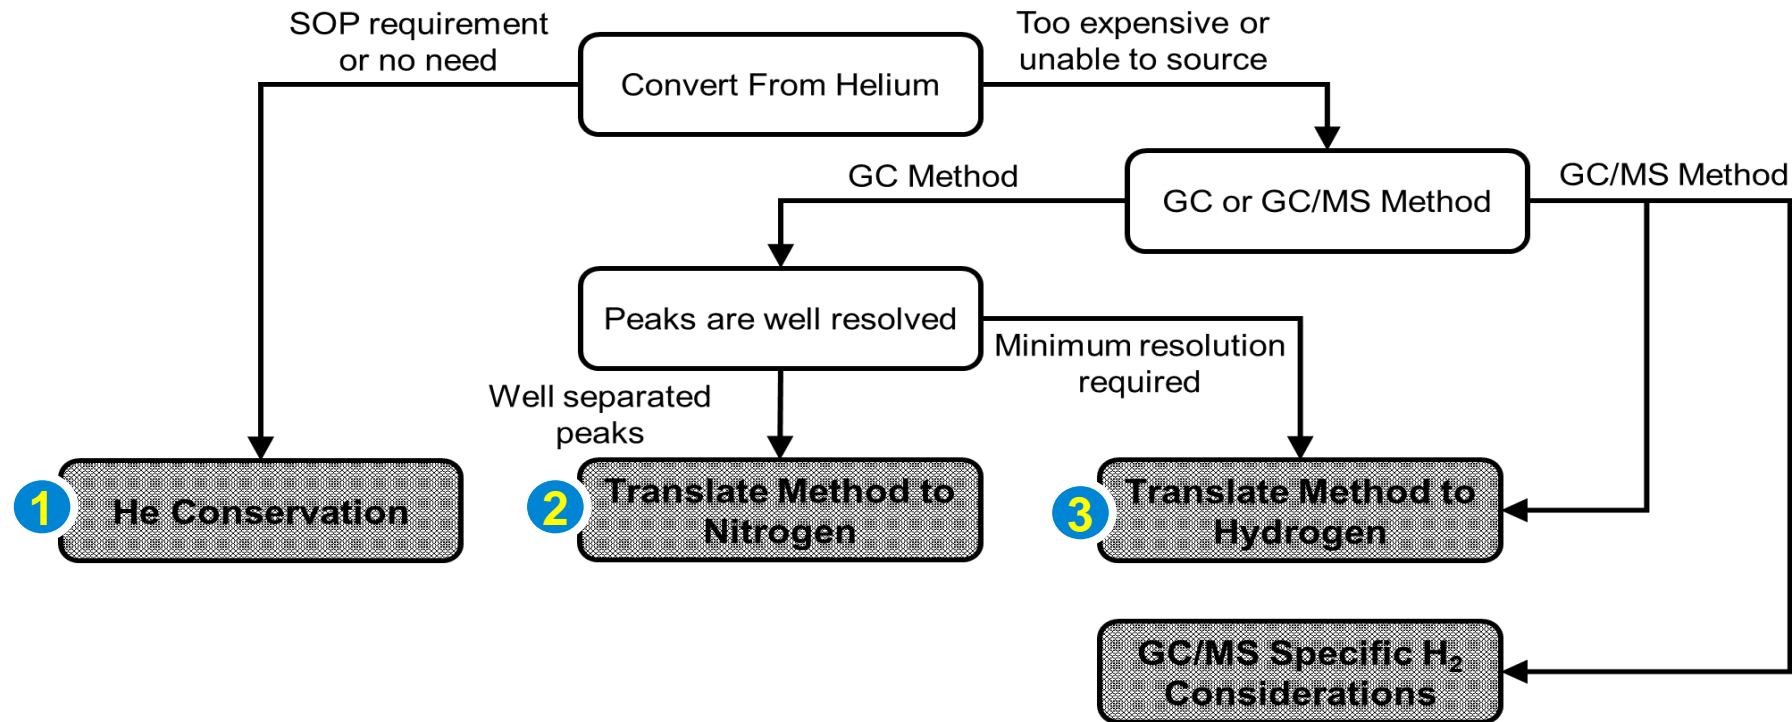 SOP requirement
or no need
Convert From Helium
Too expensive or
unable to source
GC Method
GC or GC/MS Method
GC/MS Method
Peaks are well resolved
Minimum resolution
required
Well separated
peaks
1
He Conservation
2
Translate Method to
Nitrogen
3
Translate Method to
Hydrogen
GC/MS Specific H₂
Considerations